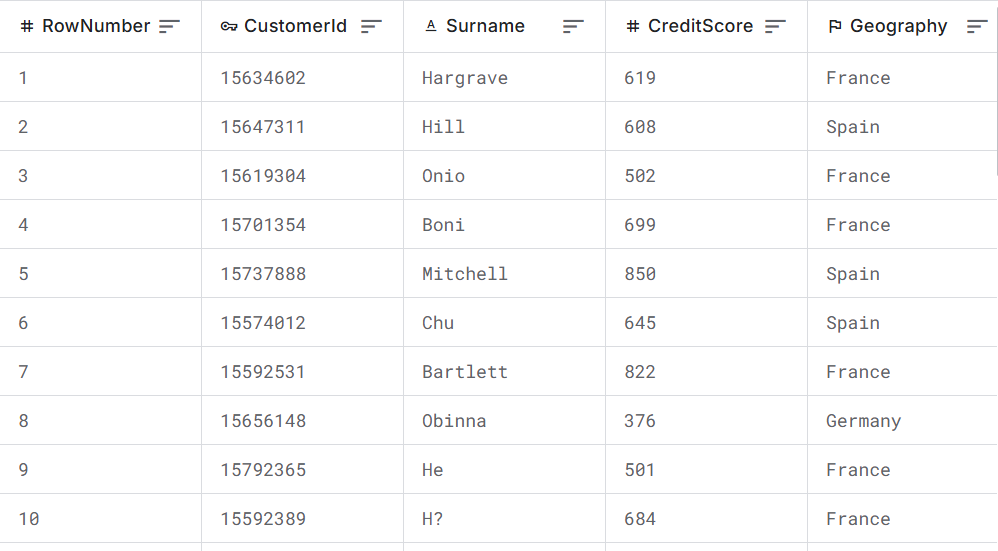 # RowNumber CustomerId A Surname # CreditScore Geography
1 15634602 Hargrave 619 France
2 15647311 Hill 608 Spain
3 15619304 Onio 502 France
4 15701354 Boni 699 France
5 15737888 Mitchell 850 Spain
6 15574012 Chu 645 Spain
7 15592531 Bartlett 822 France
8 15656148 Obinna 376 Germany
9 15792365 He 501 France
10 15592389 H? 684 France